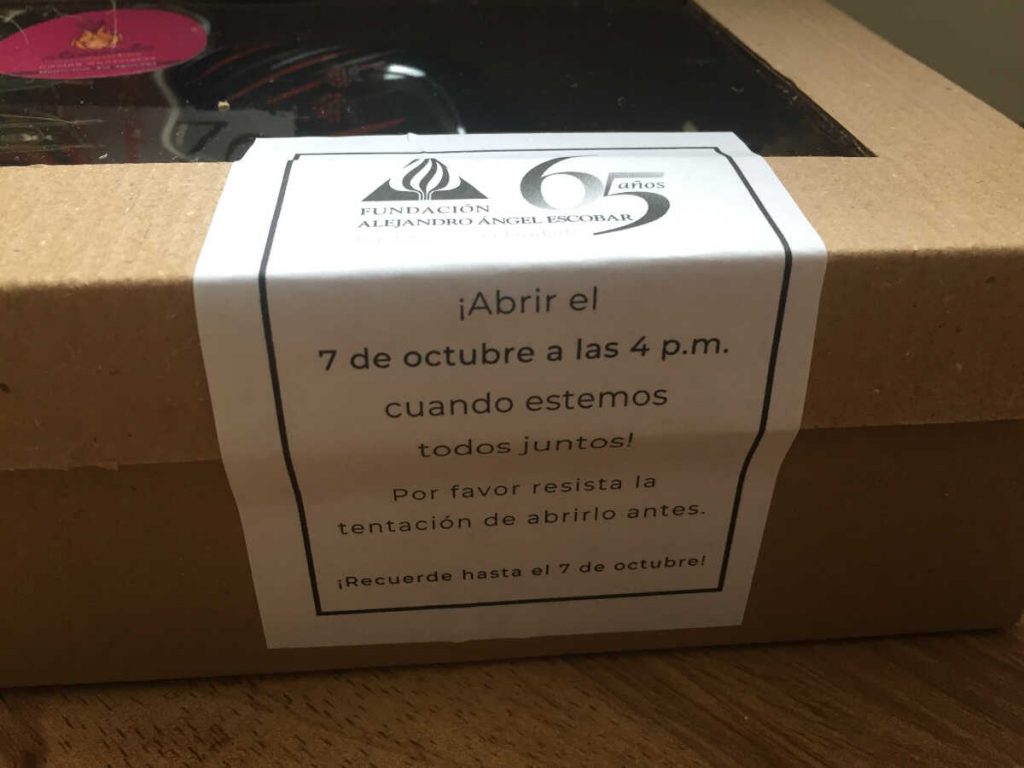 FUNDACIÓN
ALEJANDRO ÁNGEL ESCOBAR
65 años
¡Abrir el
7 de octubre a las 4 p.m.
cuando estemos
todos juntos!
Por favor resista la
tentación de abrirlo antes.
¡Recuerde hasta el 7 de octubre!